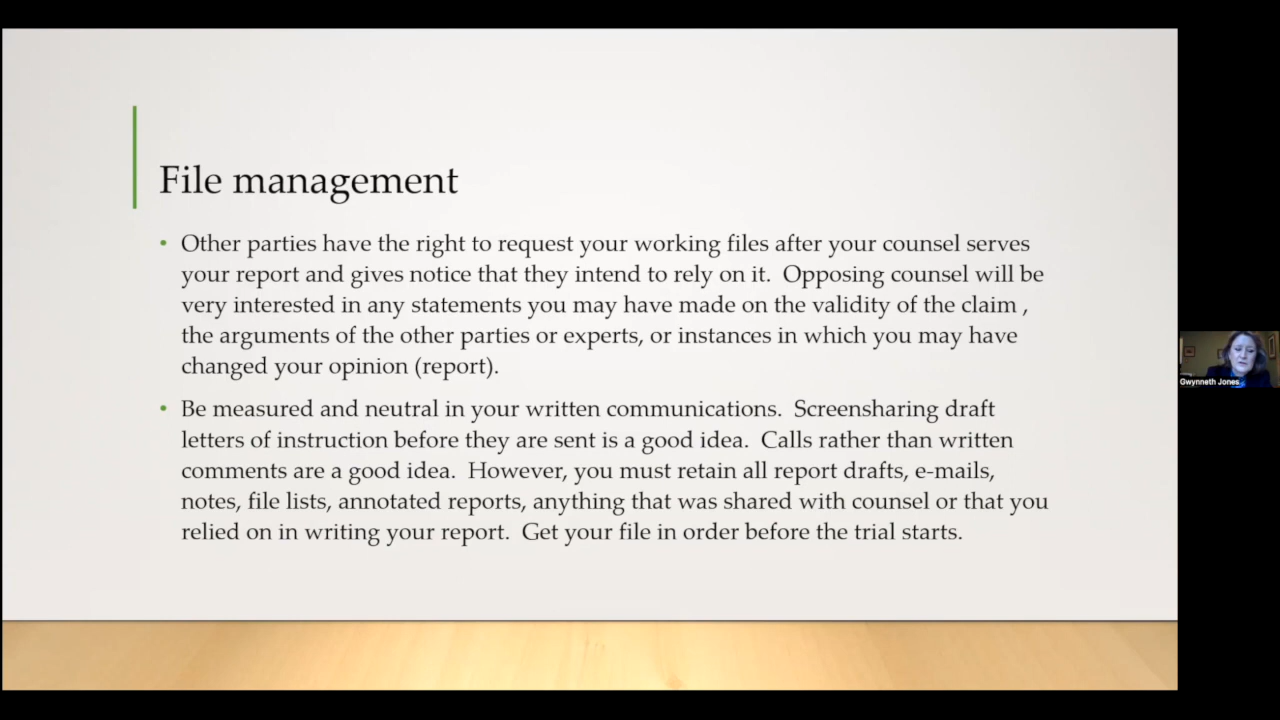 File management
• Other parties have the right to request your working files after your counsel serves
your report and gives notice that they intend to rely on it.  Opposing counsel will be
very interested in any statements you may have made on the validity of the claim ,
the arguments of the other parties or experts, or instances in which you may have
changed your opinion (report).
• Be measured and neutral in your written communications.  Screensharing draft
letters of instruction before they are sent is a good idea.  Calls rather than written
comments are a good idea.  However, you must retain all report drafts, e-mails,
notes, file lists, annotated reports, anything that was shared with counsel or that you
relied on in writing your report.  Get your file in order before the trial starts.
Gwynneth Jones